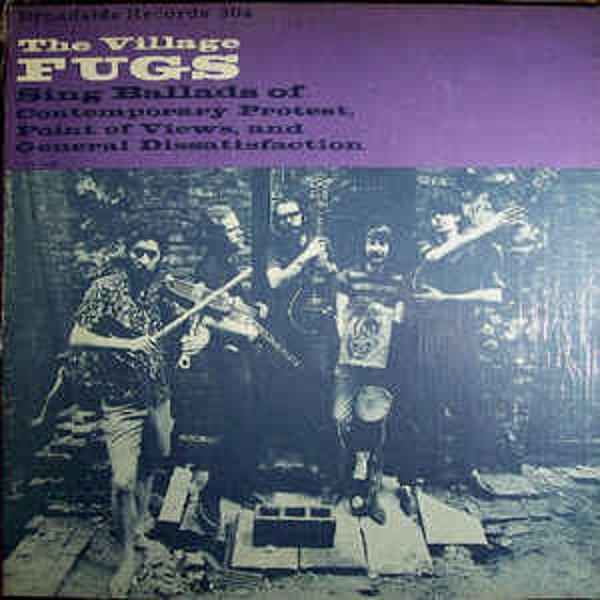 Broadside Records 304
The Village
FUGS
Sing Ballads of
Contemporary Protest,
Point of Views, and
General Dissatisfaction